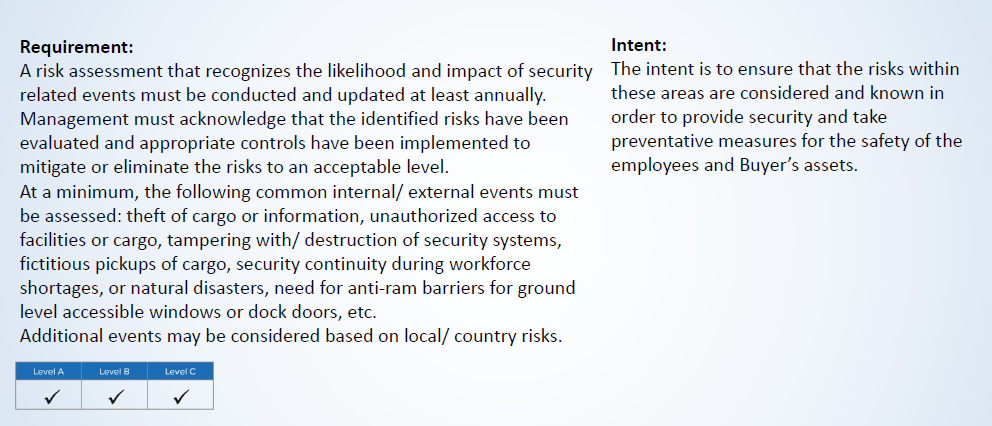 Requirement:
A risk assessment that recognizes the likelihood and impact of security
related events must be conducted and updated at least annually.
Management must acknowledge that the identified risks have been
evaluated and appropriate controls have been implemented to
mitigate or eliminate the risks to an acceptable level.
At a minimum, the following common internal/ external events must
be assessed: theft of cargo or information, unauthorized access to
facilities or cargo, tampering with/ destruction of security systems,
fictitious pickups of cargo, security continuity during workforce
shortages, or natural disasters, need for anti-ram barriers for ground
level accessible windows or dock doors, etc.
Additional events may be considered based on local/ country risks.
Level A Level B Level C
✓ ✓ ✓
Intent:
The intent is to ensure that the risks within
these areas are considered and known in
order to provide security and take
preventative measures for the safety of the
employees and Buyer’s assets.